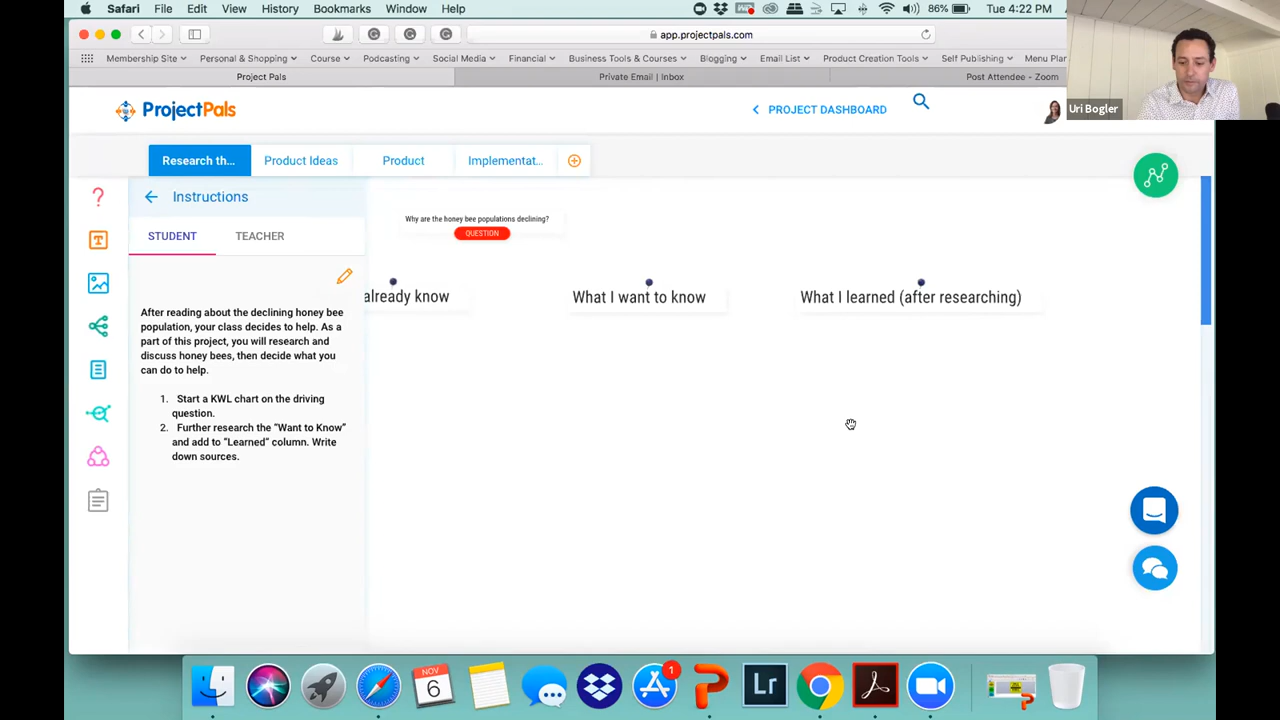 Safari File Edit View History Bookmarks Window Help 86% Tue 4:22 PM
app.projectpals.com
Membership Site Personal & Shopping Course Podcasting Social Media Financial Business Tools & Courses Blogging Email List Product Creation Tools Self Publishing Menu Plan
Project Pals Private Email | Inbox Post Attendee - Zoom
Uri Bogler
ProjectPals PROJECT DASHBOARD
Research th... Product Ideas Product Implementat...
Instructions
STUDENT TEACHER
After reading about the declining honey bee
population, your class decides to help. As a
part of this project, you will research and
discuss honey bees, then decide what you
can do to help.
1. Start a KWL chart on the driving
question.
2. Further research the “Want to Know”
and add to “Learned” column. Write
down sources.
Why are the honey bee populations declining?
QUESTION
already know What I want to know What I learned (after researching)
NOV
6
1
Lr